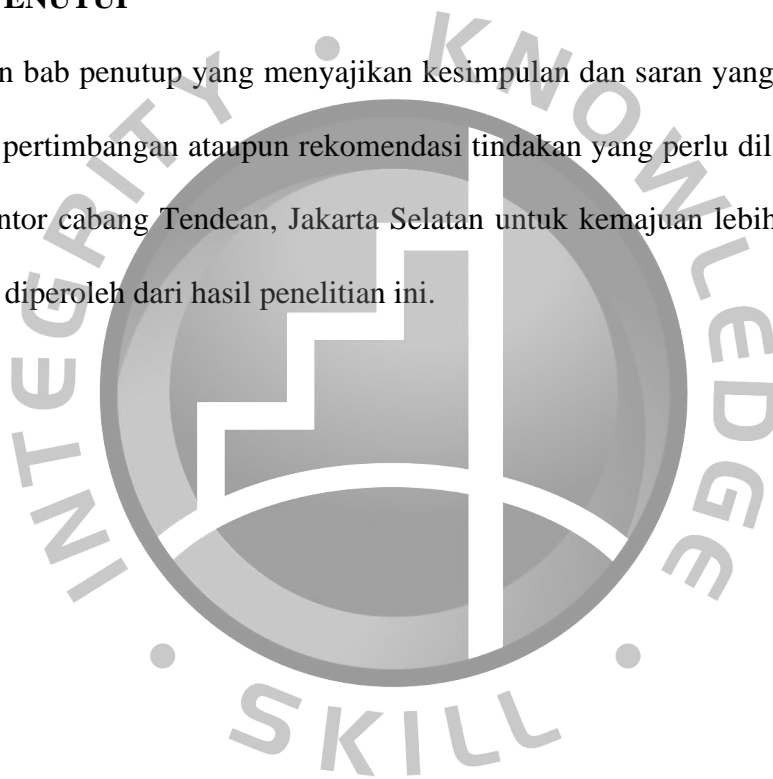 n bab penutup yang menyajikan kesimpulan dan saran yang
pertimbangan ataupun rekomendasi tindakan yang perlu dil
ntor cabang Tendean, Jakarta Selatan untuk kemajuan lebih
diperoleh dari hasil penelitian ini.
INTEGRITY • KNOWLEDGE • SKILL •